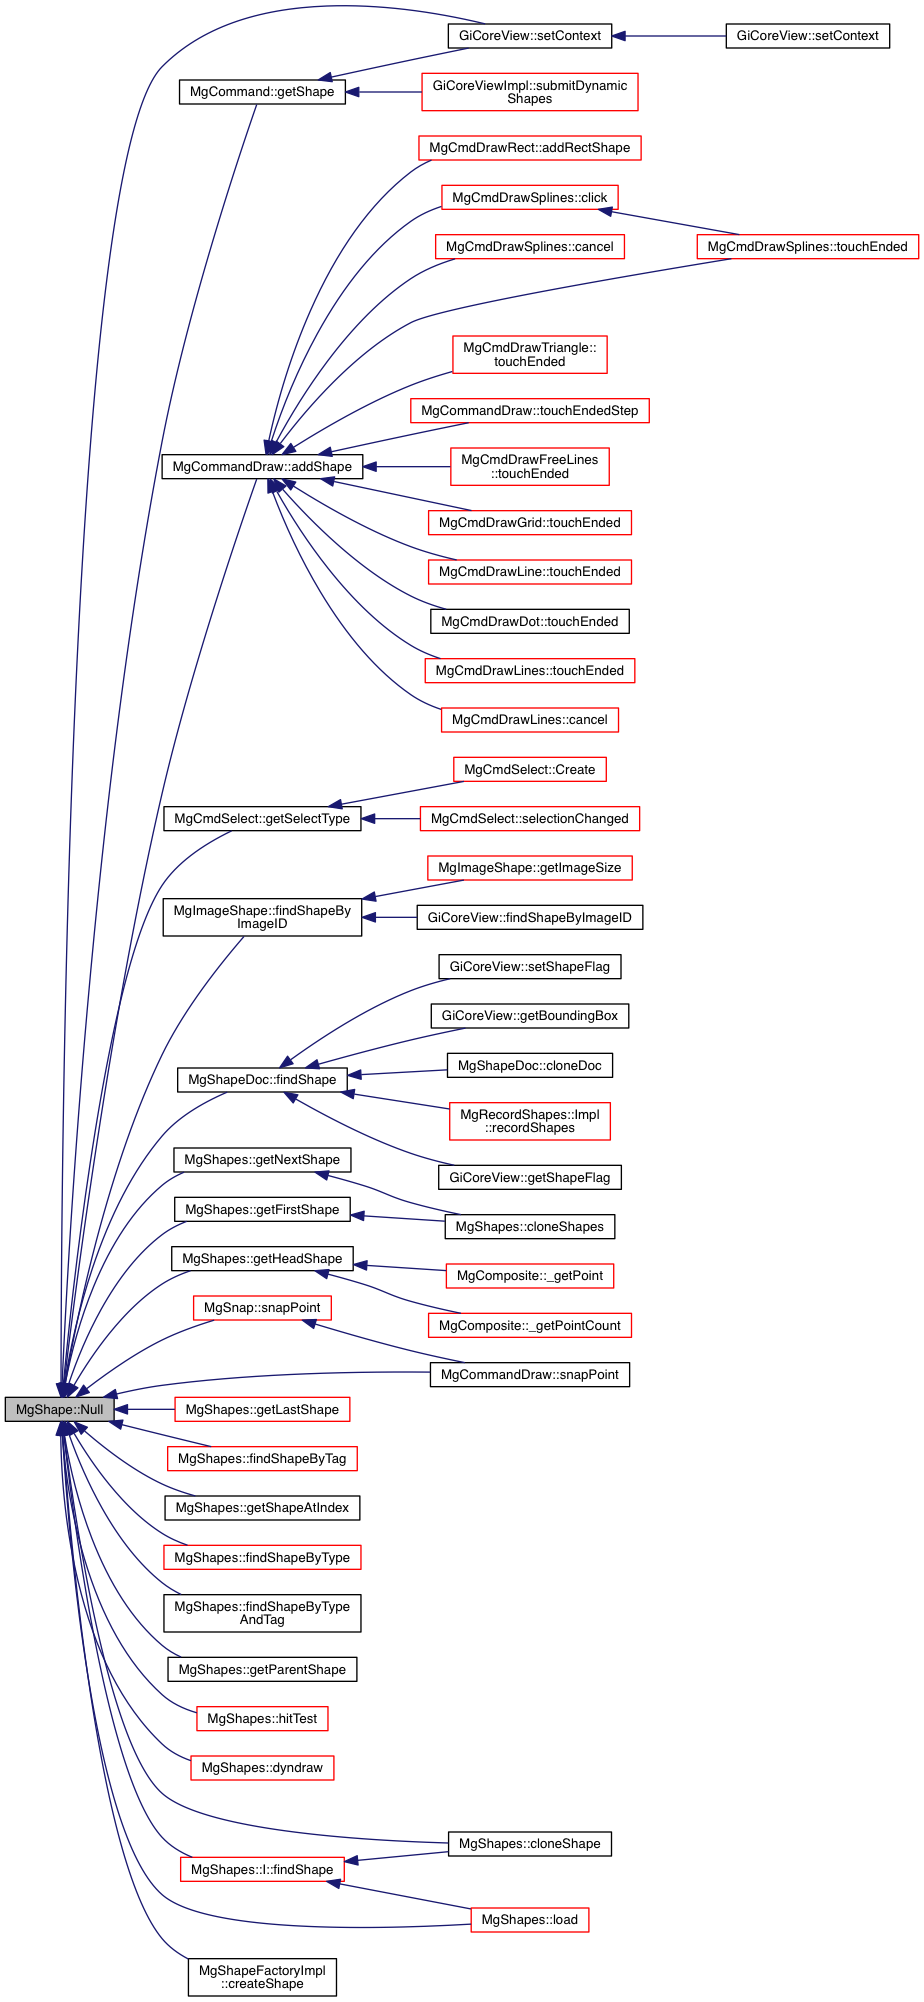 GiCoreView::setContext
GiCoreView::setContext
MgCommand::getShape
GiCoreViewImpl::submitDynamic
Shapes
MgCmdDrawRect::addRectShape
MgCmdDrawSplines::click
MgCmdDrawSplines::cancel
MgCmdDrawSplines::touchEnded
MgCmdDrawTriangle::
touchEnded
MgCommandDraw::touchEndedStep
MgCommandDraw::addShape
MgCmdDrawFreeLines
::touchEnded
MgCmdDrawGrid::touchEnded
MgCmdDrawLine::touchEnded
MgCmdDrawDot::touchEnded
MgCmdDrawLines::touchEnded
MgCmdDrawLines::cancel
MgCmdSelect::Create
MgCmdSelect::getSelectType
MgCmdSelect::selectionChanged
MgImageShape::getImageSize
MgImageShape::findShapeBy
ImageID
GiCoreView::findShapeByImageID
GiCoreView::setShapeFlag
GiCoreView::getBoundingBox
MgShapeDoc::cloneDoc
MgShapeDoc::findShape
MgRecordShapes::Impl
::recordShapes
MgShapes::getNextShape
GiCoreView::getShapeFlag
MgShapes::getFirstShape
MgShapes::cloneShapes
MgShapes::getHeadShape
MgComposite::_getPoint
MgSnap::snapPoint
MgComposite::_getPointCount
MgCommandDraw::snapPoint
MgShape::Null
MgShapes::getLastShape
MgShapes::findShapeByTag
MgShapes::getShapeAtIndex
MgShapes::findShapeByType
MgShapes::findShapeByType
AndTag
MgShapes::getParentShape
MgShapes::hitTest
MgShapes::dyndraw
MgShapes::cloneShape
MgShapes::I::findShape
MgShapes::load
MgShapeFactoryImpl
::createShape